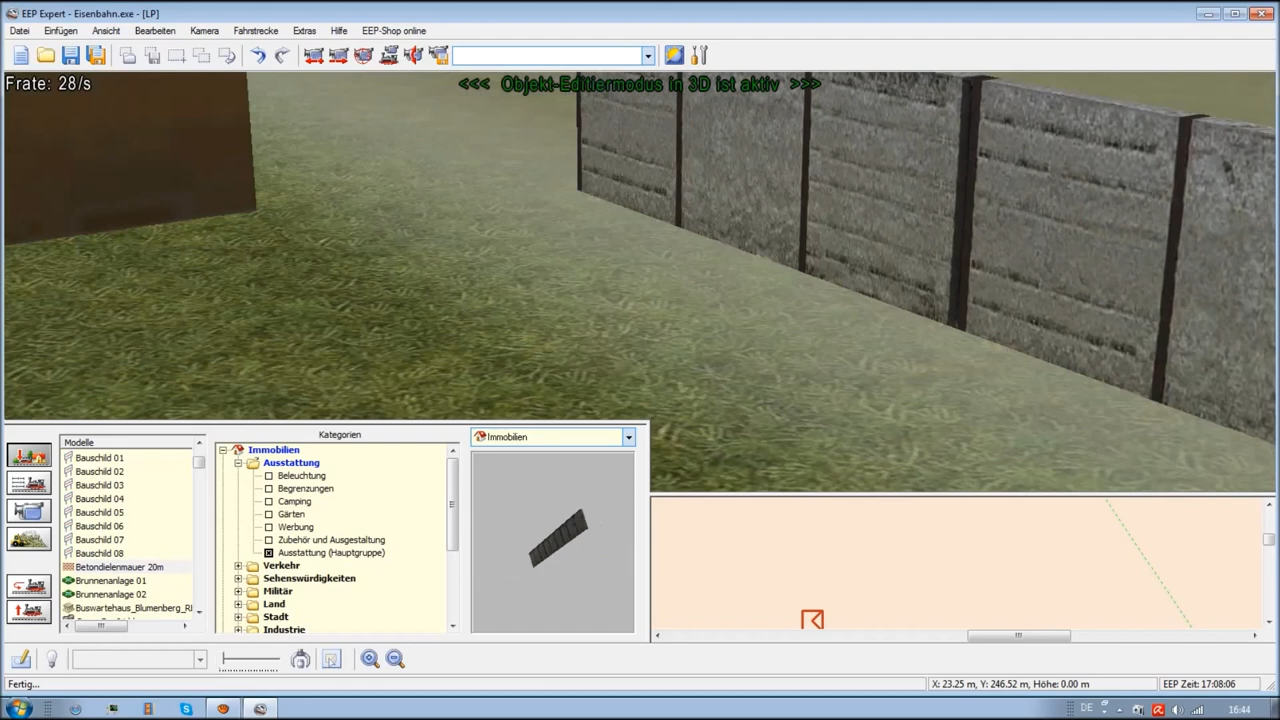 EEP Expert - Eisenbahn.exe - [LP]
Datei Einfügen Ansicht Bearbeiten Kamera Fahrstrecke Extras Hilfe EEP-Shop online
Frate: 28/s
<<< Objekt-Editiermodus in 3D ist aktiv >>>
Modelle
Bauschild 01
Bauschild 02
Bauschild 03
Bauschild 04
Bauschild 05
Bauschild 06
Bauschild 07
Bauschild 08
Betondielenmauer 20m
Brunnenanlage 01
Brunnenanlage 02
Buswartehaus_Blumenberg_RI
Kategorien
Immobilien
Ausstattung
Beleuchtung
Begrenzungen
Camping
Gärten
Werbung
Zubehör und Ausgestaltung
Ausstattung (Hauptgruppe)
Verkehr
Sehenswürdigkeiten
Militär
Land
Stadt
Industrie
Immobilien
Fertig...
X: 23.25 m, Y: 246.52 m, Höhe: 0.00 m
EEP Zeit: 17:08:06
DE
16:44